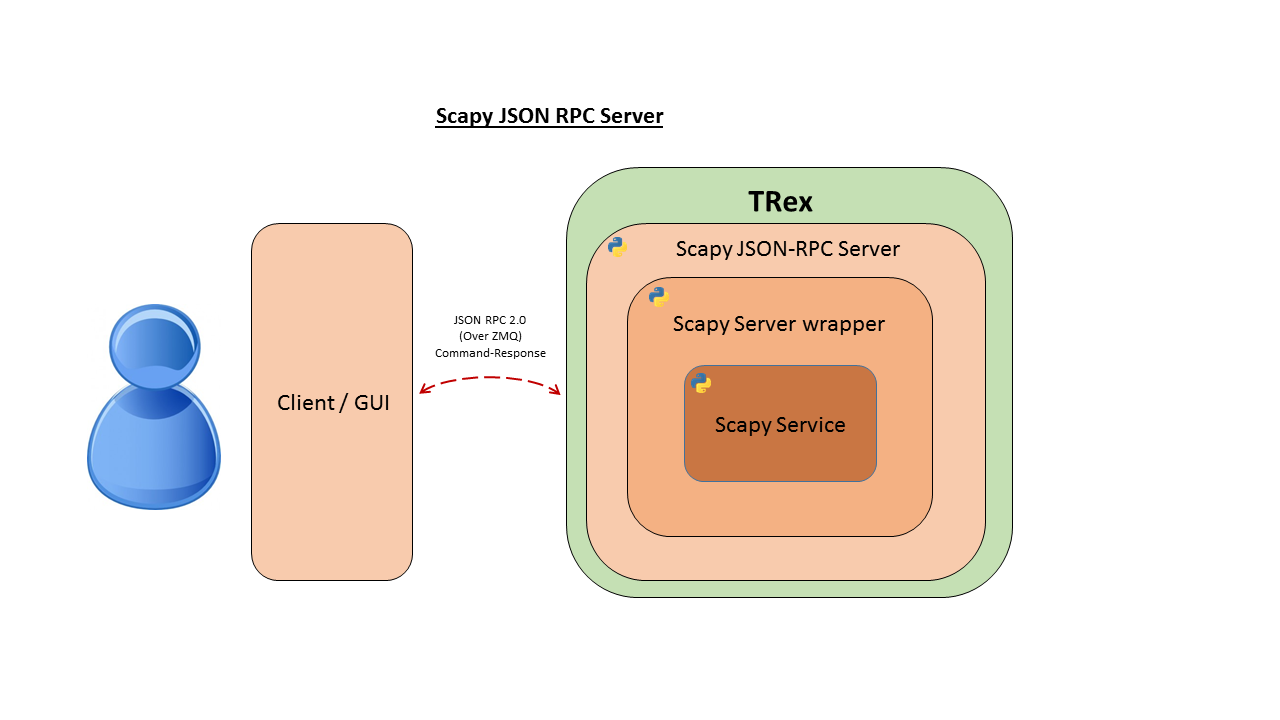 Scapy JSON RPC Server
TRex
Scapy JSON-RPC Server
Scapy Server wrapper
JSON RPC 2.0
(Over ZMQ)
Command-Response
Client / GUI
Scapy Service